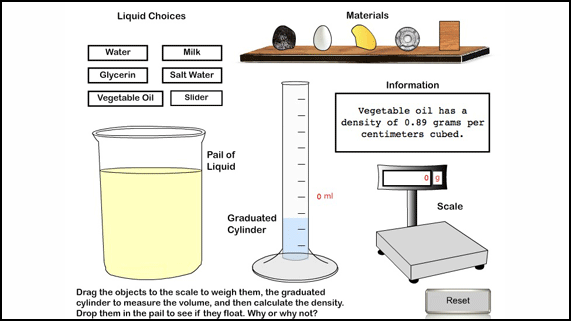 Liquid Choices
Materials
Water
Milk
Glycerin
Salt Water
Vegetable Oil
Slider
Information
Vegetable oil has a
density of 0.89 grams per
centimeters cubed.
Pail of
Liquid
0 ml
0 g
Scale
Graduated
Cylinder
Drag the objects to the scale to weigh them, the graduated
cylinder to measure the volume, and then calculate the density.
Drop them in the pail to see if they float. Why or why not?
Reset